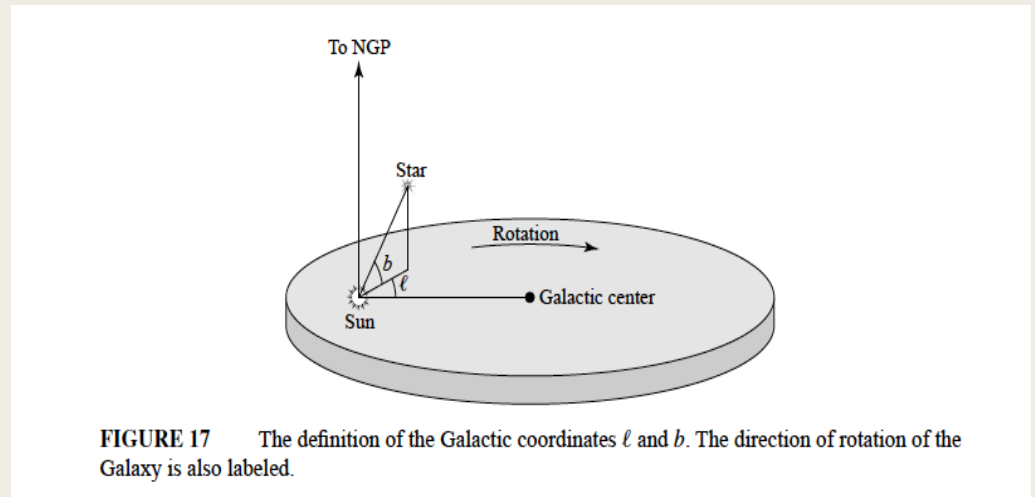 To NGP
Star
Rotation
b
ℓ
Galactic center
Sun
FIGURE 17 The definition of the Galactic coordinates ℓ and b. The direction of rotation of the
Galaxy is also labeled.